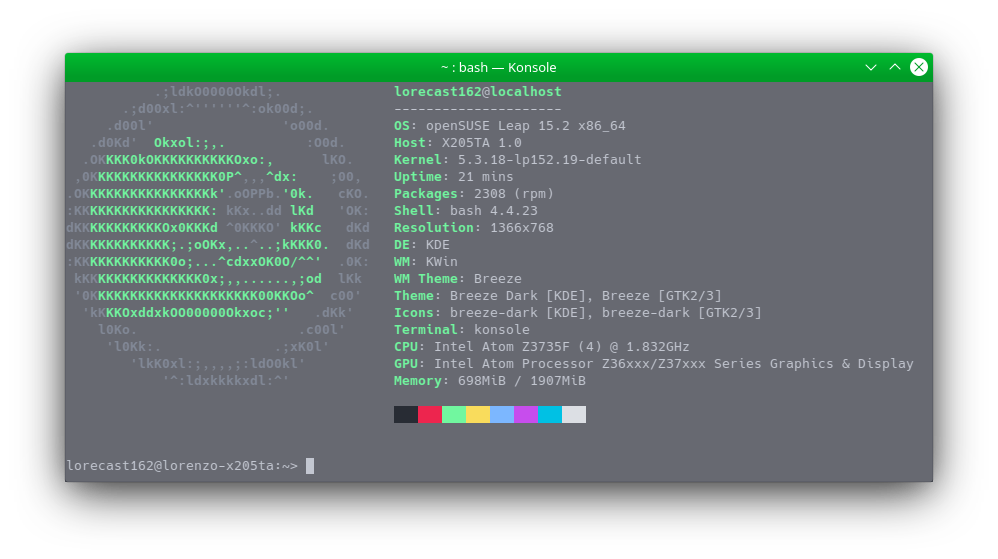 ~ : bash — Konsole
.;ldkO0000Okdl;.
.;d00xl:^''''''^:ok00d;.
.d00l'                'o00d.
.d0Kd'  Okxol:;,.          :O0d.
.OKKKK0kOKKKKKKKKKKOxo:,      lKO.
,0KKKKKKKKKKKKKKKK0P^,,,^dx:    ;00,
.OKKKKKKKKKKKKKKKKk'.oOPPb.'0k.   cKO.
:KKKKKKKKKKKKKKKKK: kKx..dd lKd   'OK:
dKKKKKKKKKKKOx0KKKd ^0KKKO' kKKc   dKd
dKKKKKKKKKKKKK;.;oOKx,..^..;kKKK0.  dKd
:KKKKKKKKKKKKK0o;...^cdxxOK0O/^^'  .0K:
kKKKKKKKKKKKKKKK0x;,,......,;od  lKk
'0KKKKKKKKKKKKKKKKKKKKK00KKOo^  c00'
'kKKKOxddxkOO00000Okxoc;''   .dKk'
l0Ko.                    .c00l'
'l0Kk:.              .;xK0l'
'lkK0xl:;,,,,;:ldO0kl'
'^:ldxkkkkxdl:^'
lorecast162@localhost
---------------------
OS: openSUSE Leap 15.2 x86_64
Host: X205TA 1.0
Kernel: 5.3.18-lp152.19-default
Uptime: 21 mins
Packages: 2308 (rpm)
Shell: bash 4.4.23
Resolution: 1366x768
DE: KDE
WM: KWin
WM Theme: Breeze
Theme: Breeze Dark [KDE], Breeze [GTK2/3]
Icons: breeze-dark [KDE], breeze-dark [GTK2/3]
Terminal: konsole
CPU: Intel Atom Z3735F (4) @ 1.832GHz
GPU: Intel Atom Processor Z36xxx/Z37xxx Series Graphics & Display
Memory: 698MiB / 1907MiB
lorecast162@lorenzo-x205ta:~>